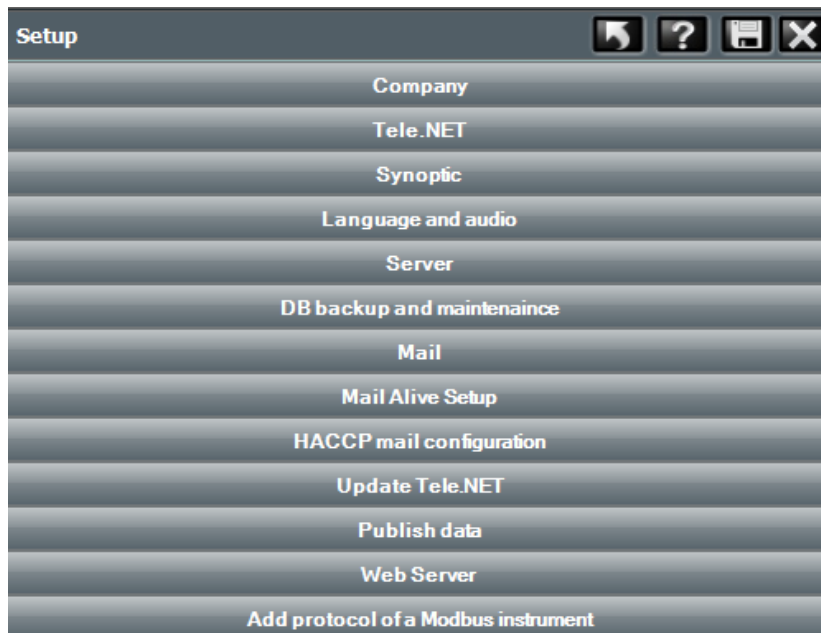 Setup
Company
Tele.NET
Synoptic
Language and audio
Server
DB backup and maintenaince
Mail
Mail Alive Setup
HACCP mail configuration
Update Tele.NET
Publish data
Web Server
Add protocol of a Modbus instrument